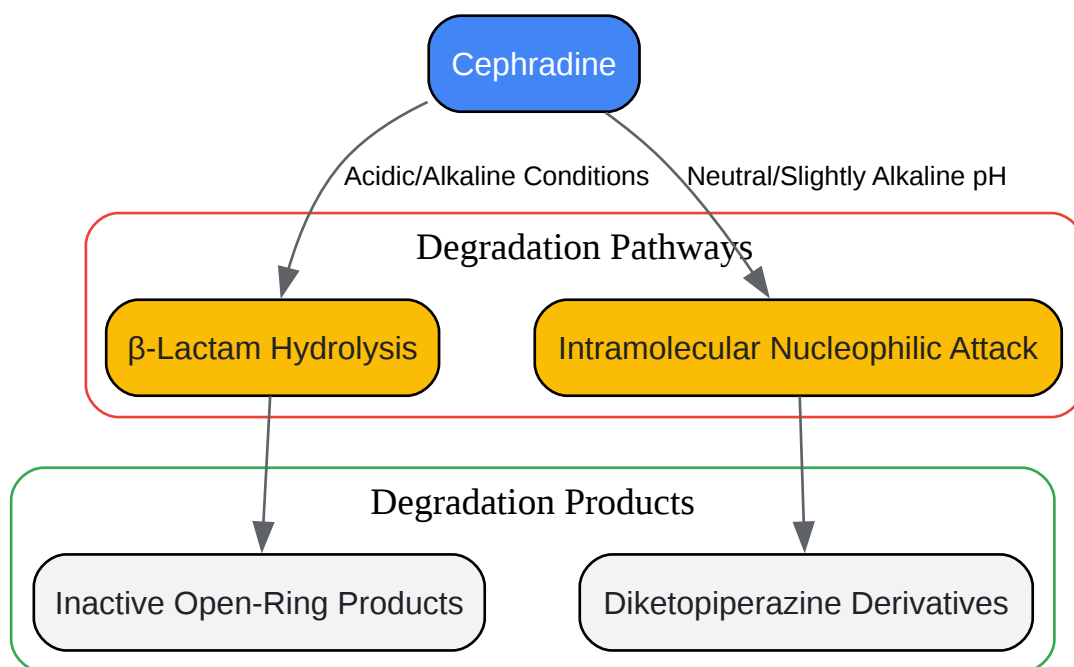 Cephradine
Acidic/Alkaline Conditions
Neutral/Slightly Alkaline pH
Degradation Pathways
β-Lactam Hydrolysis
Intramolecular Nucleophilic Attack
Degradation Products
Inactive Open-Ring Products
Diketopiperazine Derivatives